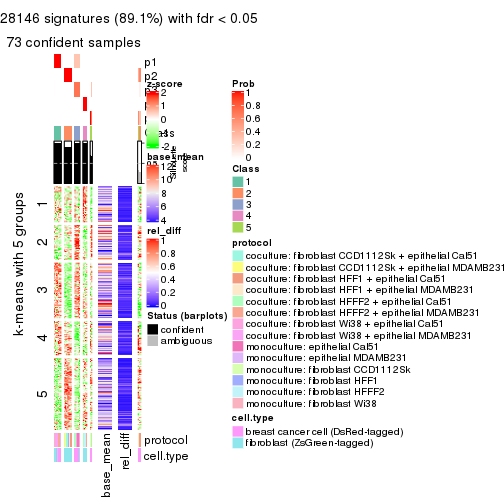 28146 signatures (89.1%) with fdr < 0.05
73 confident samples
p1
p2
z-score
2
1
0
-2
base_mean
12
10
8
6
4
rel_diff
1
0.8
0.6
0.4
0.2
0
Status (barplots)
confident
ambiguous
k-means with 5 groups
1
2
3
4
5
protocol
cell.type
base_mean
rel_diff
Prob
1
0.8
0.6
0.4
0.2
0
Class
1
2
3
4
5
protocol
coculture: fibroblast CCD1112Sk + epithelial Cal51
coculture: fibroblast CCD1112Sk + epithelial MDAMB231
coculture: fibroblast HFF1 + epithelial Cal51
coculture: fibroblast HFF1 + epithelial MDAMB231
coculture: fibroblast HFFF2 + epithelial Cal51
coculture: fibroblast HFFF2 + epithelial MDAMB231
coculture: fibroblast Wi38 + epithelial Cal51
coculture: fibroblast Wi38 + epithelial MDAMB231
monoculture: epithelial Cal51
monoculture: epithelial MDAMB231
monoculture: fibroblast CCD1112Sk
monoculture: fibroblast HFF1
monoculture: fibroblast HFFF2
monoculture: fibroblast Wi38
cell.type
breast cancer cell (DsRed-tagged)
fibroblast (ZsGreen-tagged)